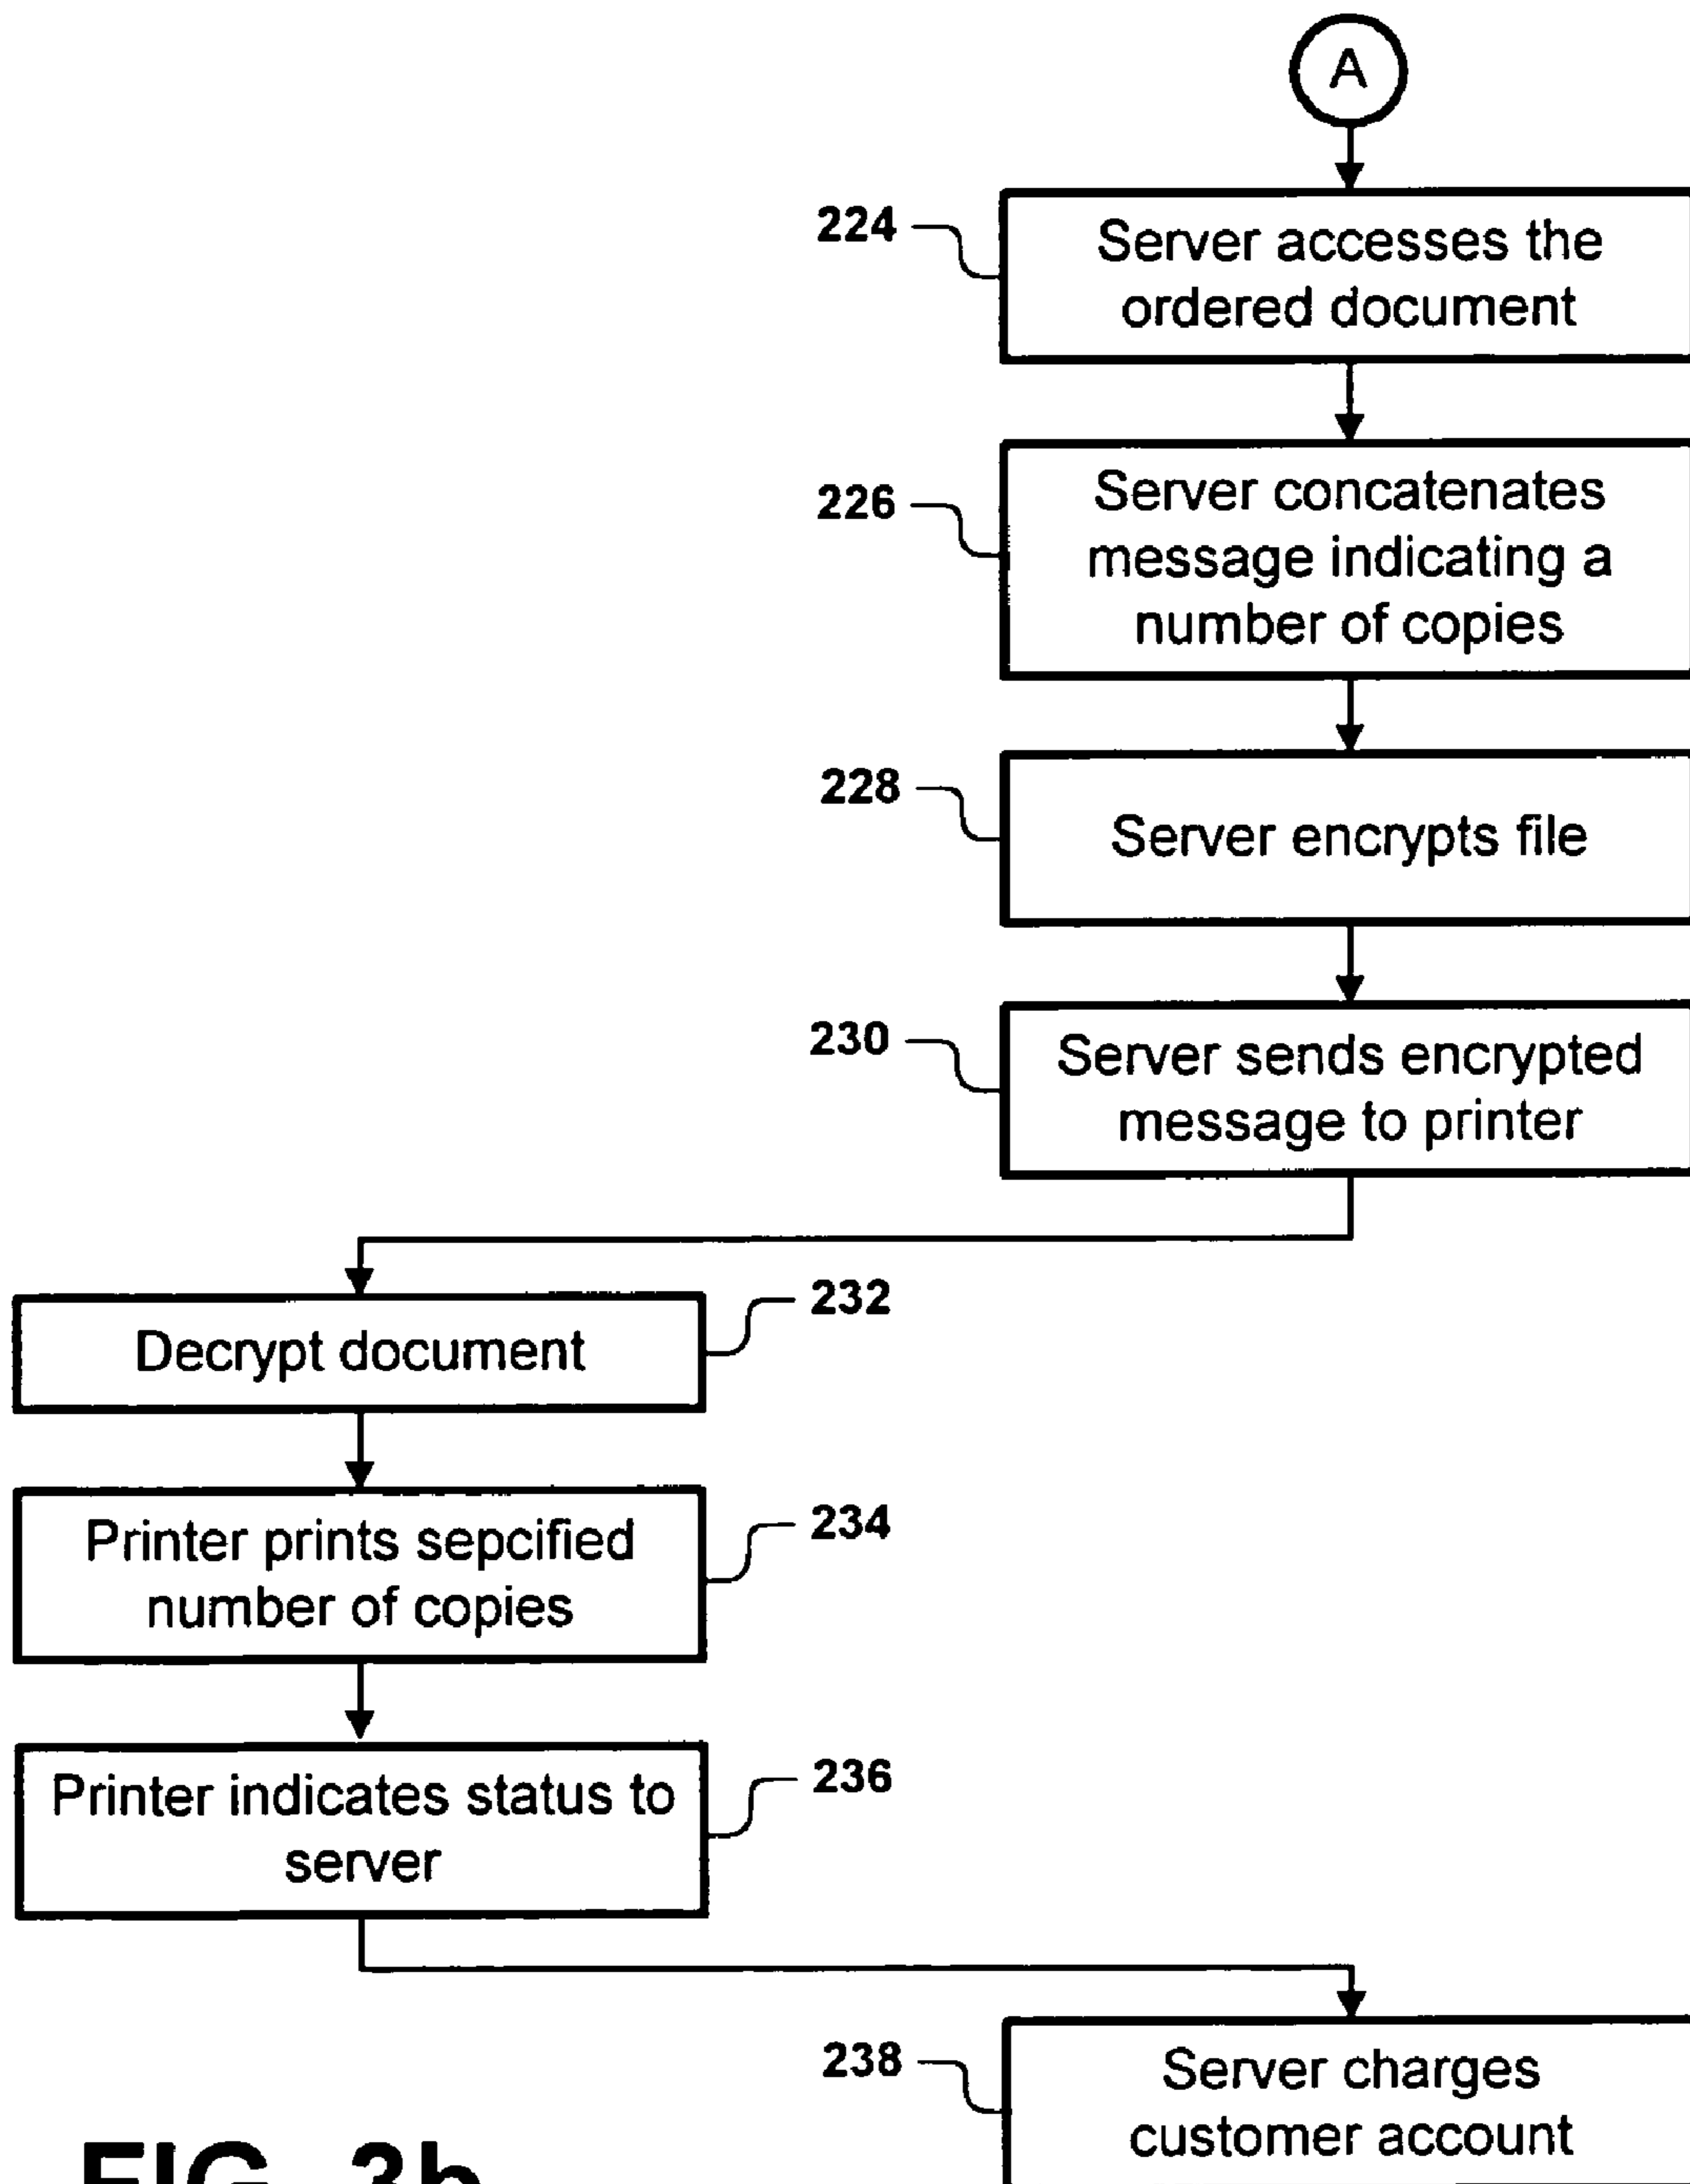 A
224
Server accesses the
ordered document
226
Server concatenates
message indicating a
number of copies
228
Server encrypts file
230
Server sends encrypted
message to printer
232
Decrypt document
234
Printer prints sepcified
number of copies
236
Printer indicates status to
server
238
Server charges
customer account
FIG. 3b